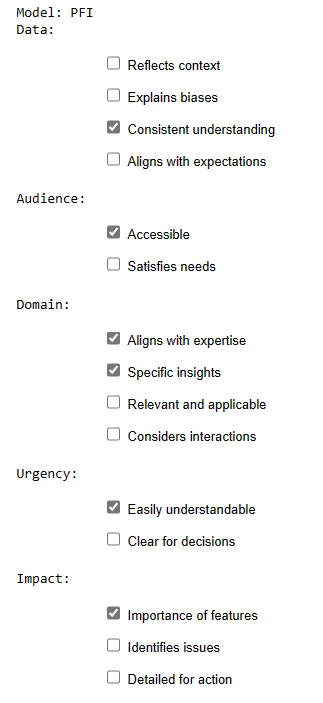 Model: PFI
Data:
Reflects context
Explains biases
Consistent understanding
Aligns with expectations
Audience:
Accessible
Satisfies needs
Domain:
Aligns with expertise
Specific insights
Relevant and applicable
Considers interactions
Urgency:
Easily understandable
Clear for decisions
Impact:
Importance of features
Identifies issues
Detailed for action